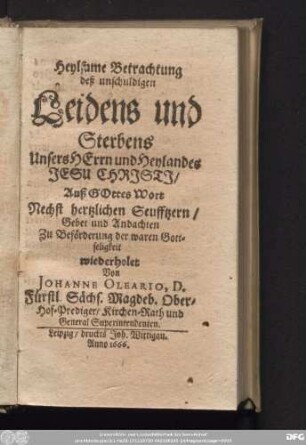 Heylsame Betrachtung
deß unschuldigen
Leidens und
Sterbens
Unsers HErrn und Heylandes
JESU CHRISTI/
Auß GOttes Wort
Nechst hertzlichen Seufftzern/
Gebet und Andachten
Zu Beförderung der waren Gott-
seligkeit
wiederholet
Von
JOHANNE OLEARIO, D.
Fürstl. Sächs. Magdeb. Ober-
Hof-Prediger/ Kirchen-Rath und
General Superintendenten.
Leipzig/ druckts Joh. Wittigau.
Anno 1666.
DFG